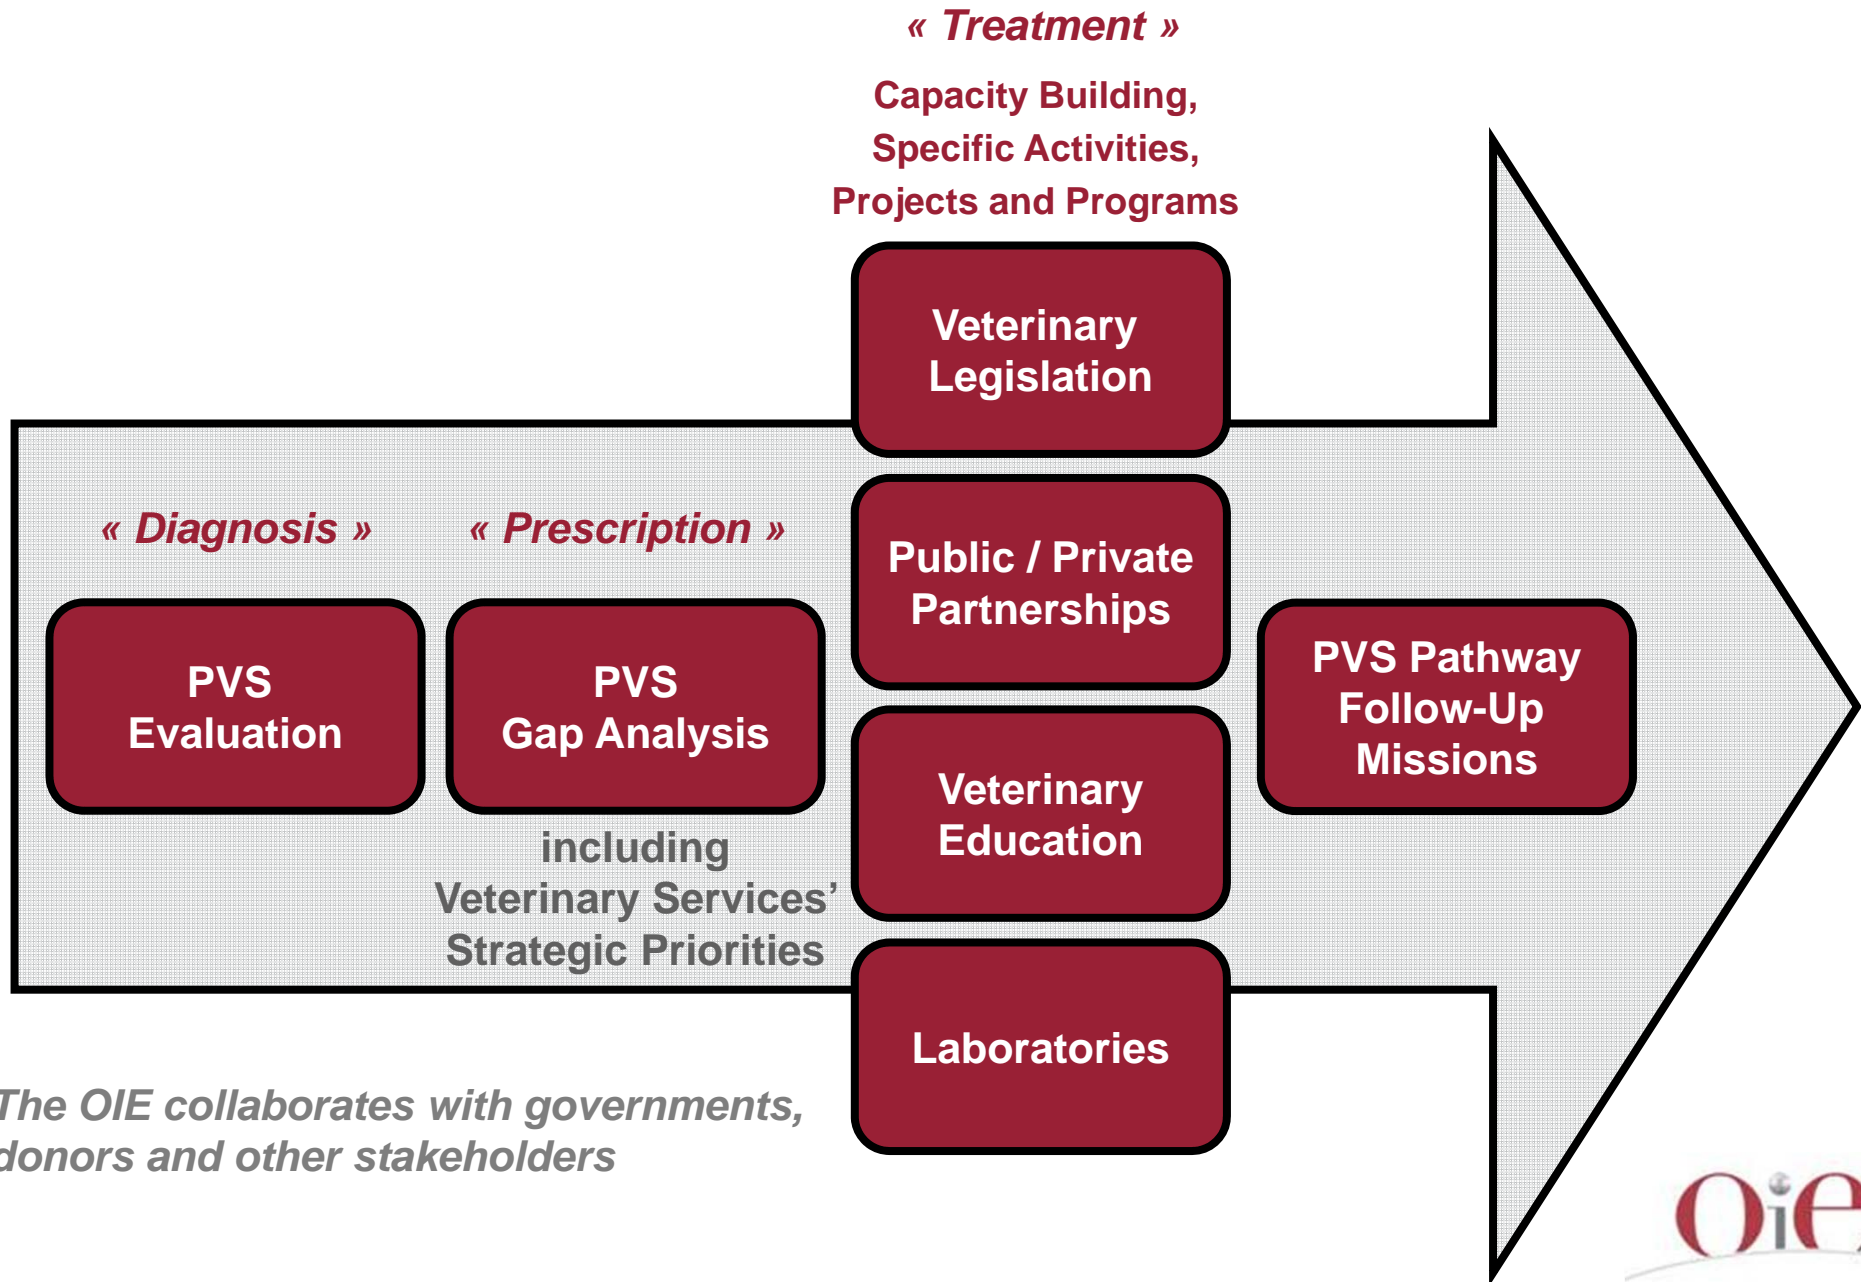 « Treatment »
Capacity Building,
Specific Activities,
Projects and Programs
Veterinary
Legislation
« Diagnosis »
« Prescription »
Public / Private
Partnerships
PVS
Evaluation
PVS
Gap Analysis
including
Veterinary Services’
Strategic Priorities
Veterinary
Education
PVS Pathway
Follow-Up
Missions
Laboratories
The OIE collaborates with governments,
donors and other stakeholders
Oie